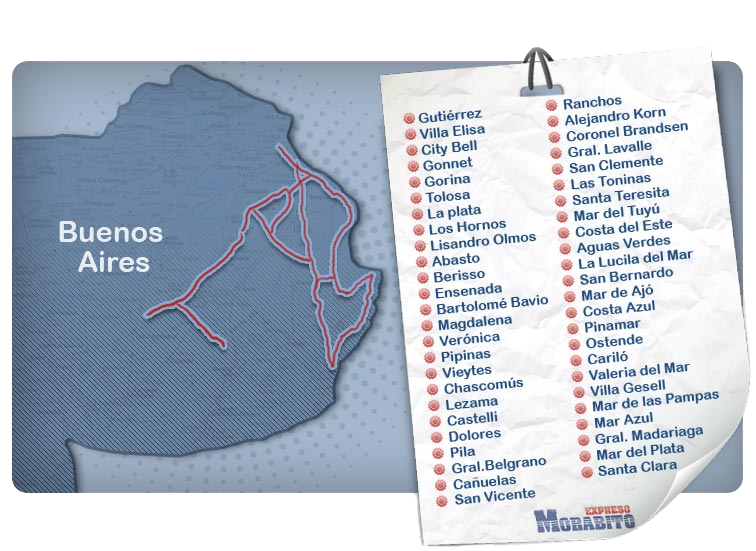 Buenos
Aires
Gutiérrez
Villa Elisa
City Bell
Gonnet
Gorina
Tolosa
La plata
Los Hornos
Lisandro Olmos
Abasto
Berisso
Ensenada
Bartolomé Bavio
Magdalena
Verónica
Pipinas
Vieytes
Chascomús
Lezama
Castelli
Dolores
Pila
Gral.Belgrano
Cañuelas
San Vicente
Ranchos
Alejandro Korn
Coronel Brandsen
Gral. Lavalle
San Clemente
Las Toninas
Santa Teresita
Mar del Tuyú
Costa del Este
Aguas Verdes
La Lucila del Mar
San Bernardo
Mar de Ajó
Costa Azul
Pinamar
Ostende
Cariló
Valeria del Mar
Villa Gesell
Mar de las Pampas
Mar Azul
Gral. Madariaga
Mar del Plata
Santa Clara
EXPRESO
MORABITO